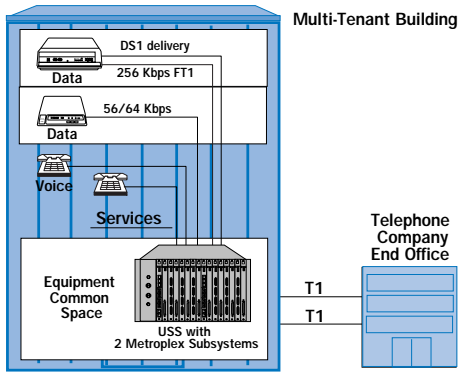 Multi-Tenant Building
DS1 delivery
256 Kbps FT1
Data
56/64 Kbps
Data
Voice
Services
Equipment
Common
Space
USS with
2 Metroplex Subsystems
T1
T1
Telephone
Company
End Office